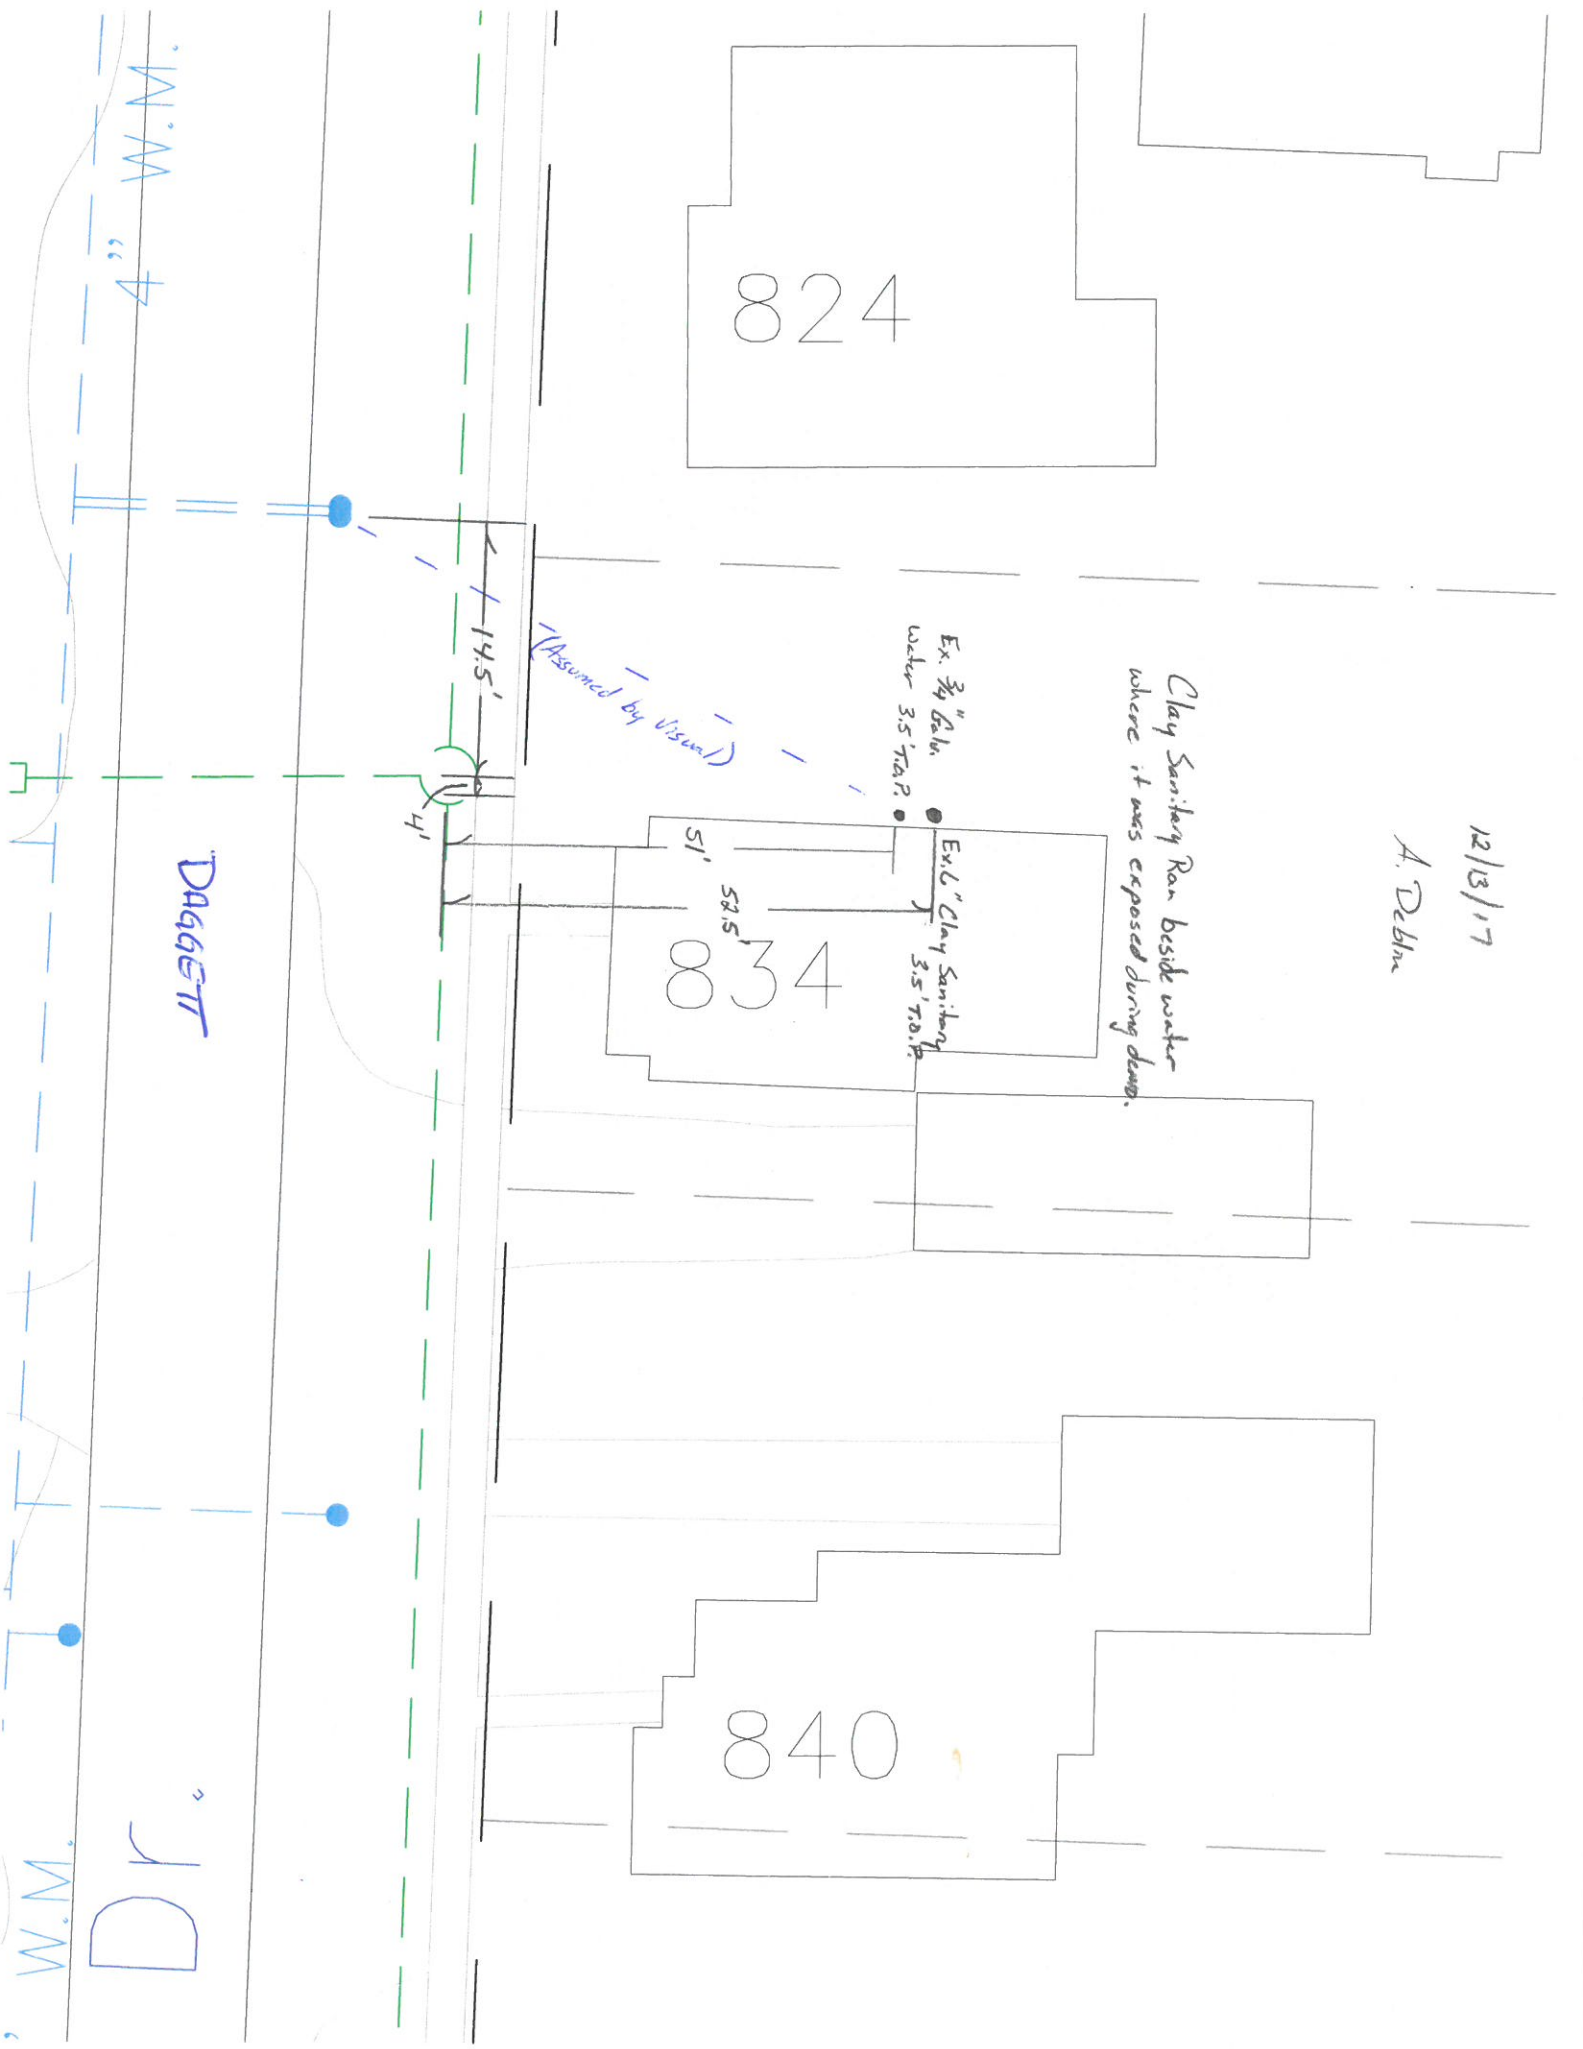 12/13/17
A. Deblin
Clay Sanitary Ran beside water
where it was exposed during demo.
Ex. 3/4" Galv.
water 3.5' T.O.P.
Ex. 6" Clay Sanitary
3.5' T.O.P.
(Assumed by Visual)
14.5'
4'
51'
52.5'
824
834
840
4" W.M.
DAGGETT
Dr.
W.M.